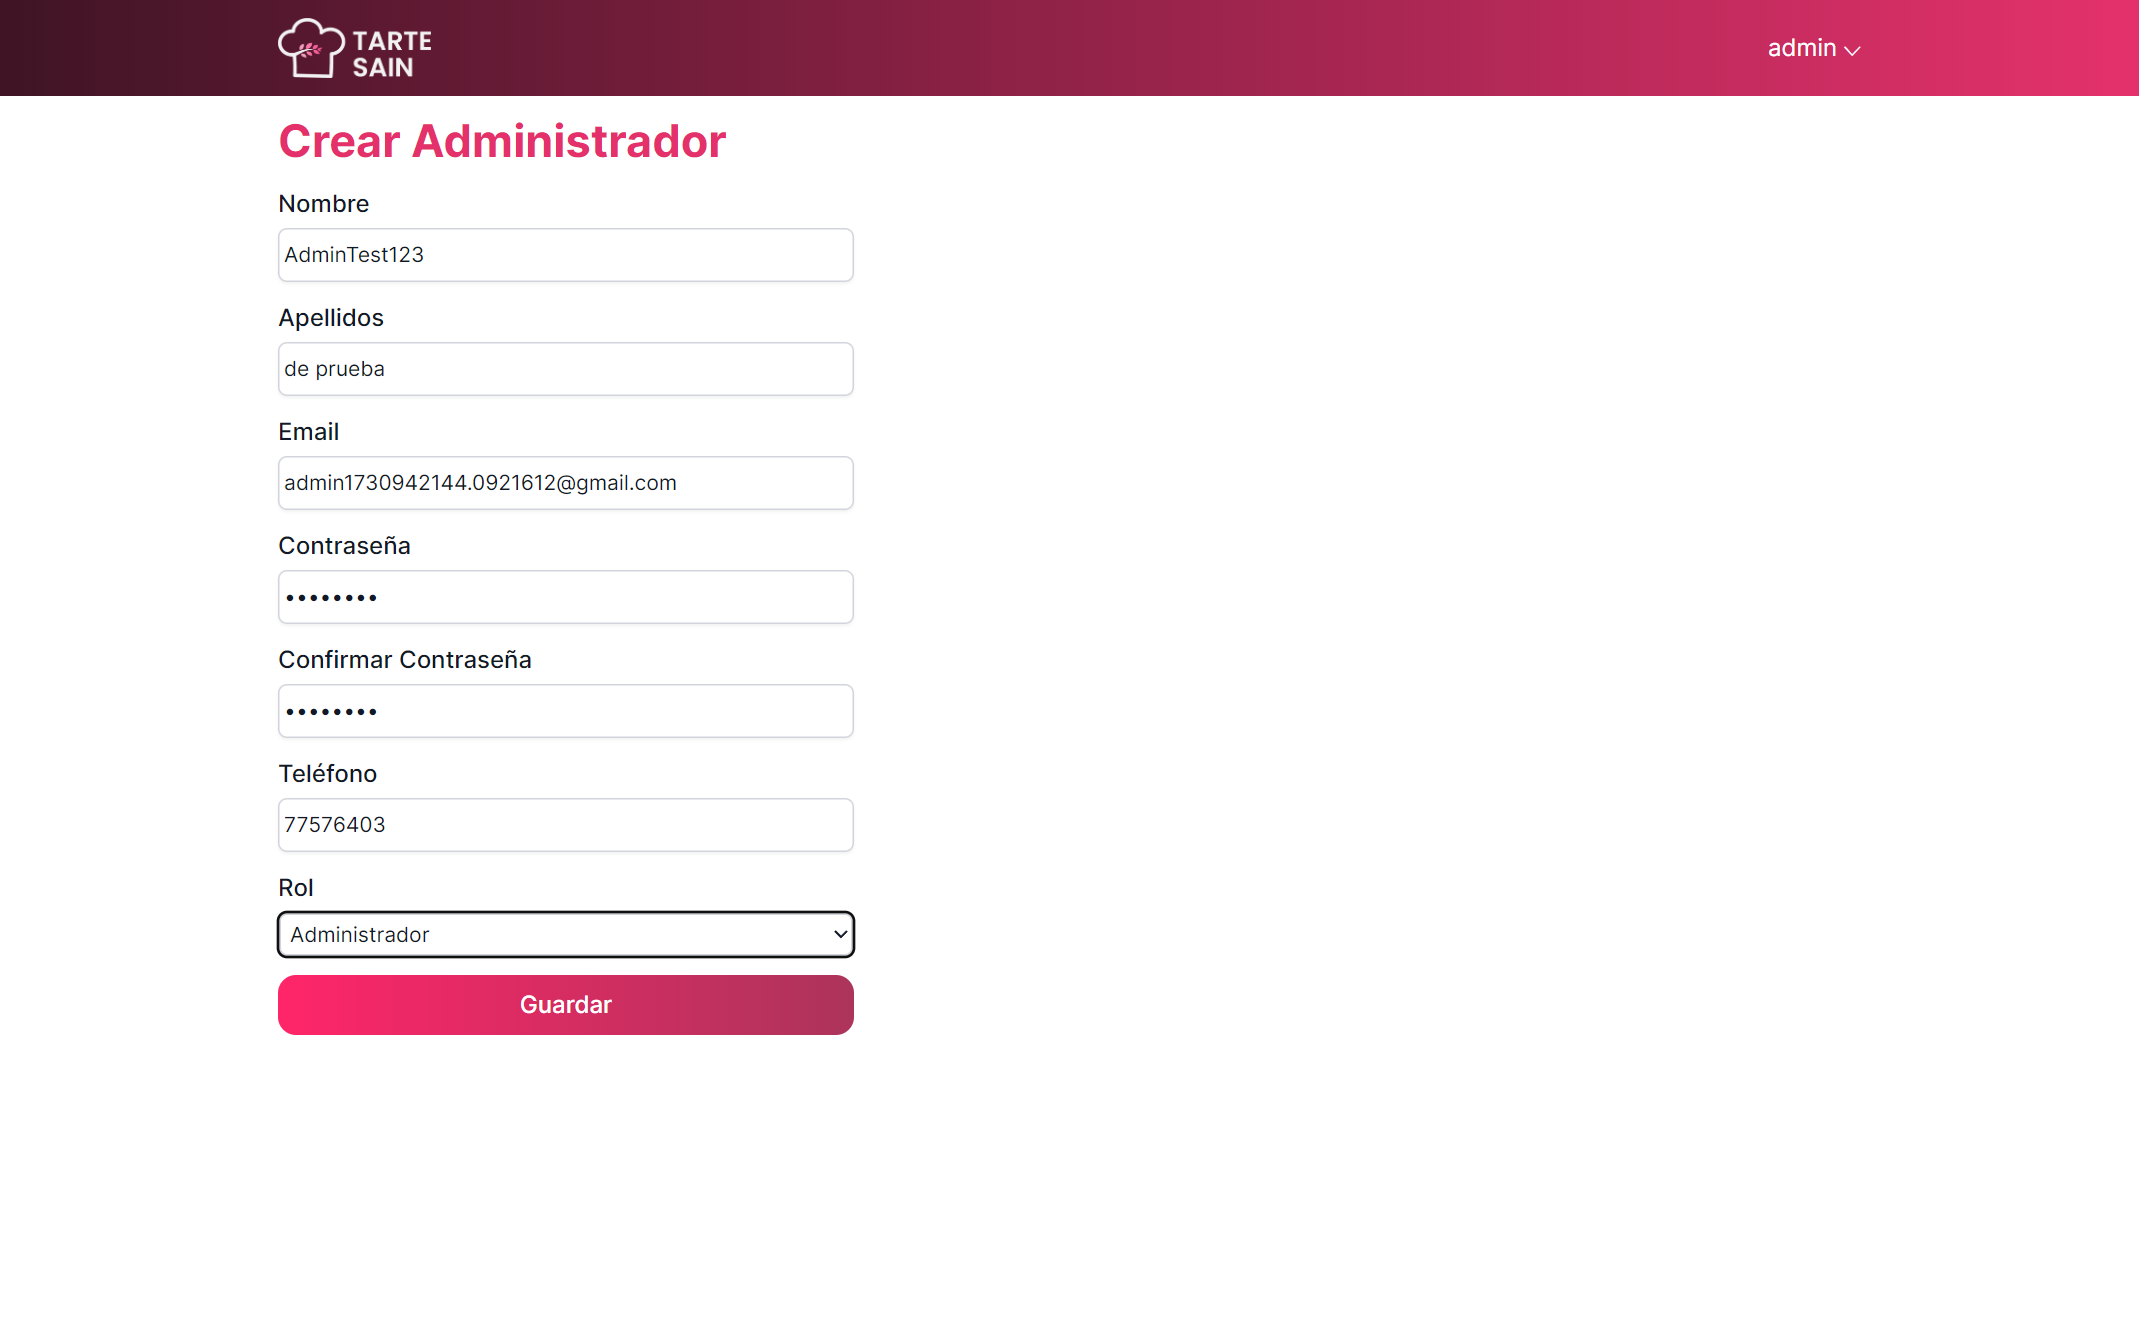 TARTE
SAIN
admin
Crear Administrador
Nombre
AdminTest123
Apellidos
de prueba
Email
admin1730942144.0921612@gmail.com
Contraseña
••••••••
Confirmar Contraseña
••••••••
Teléfono
77576403
Rol
Administrador
Guardar